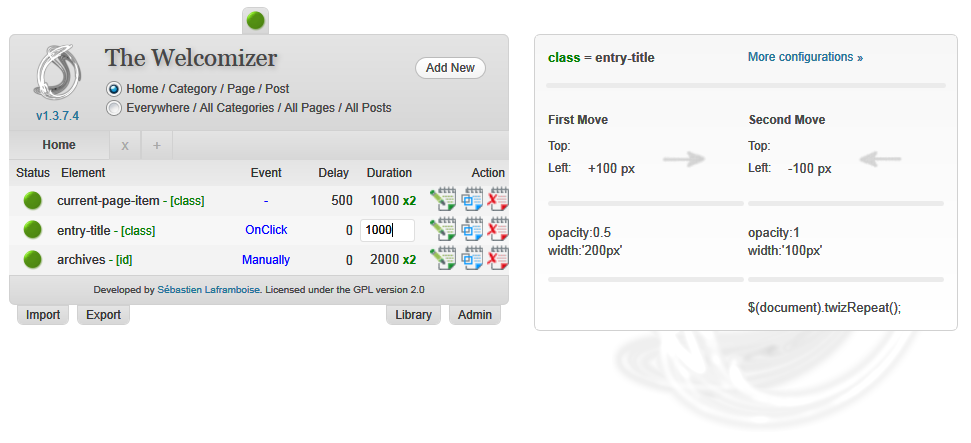 The Welcomizer
Add New
Home / Category / Page / Post
Everywhere / All Categories / All Pages / All Posts
v1.3.7.4
Home x +
Status Element Event Delay Duration Action
current-page-item - [class] - 500 1000 x2
entry-title - [class] OnClick 0 1000
archives - [id] Manually 0 2000 x2
Developed by Sébastien Laframboise. Licensed under the GPL version 2.0
Import Export Library Admin
class = entry-title More configurations »
First Move Second Move
Top: Top:
Left: +100 px Left: -100 px
opacity:0.5 opacity:1
width:'200px' width:'100px'
$(document).twizRepeat();